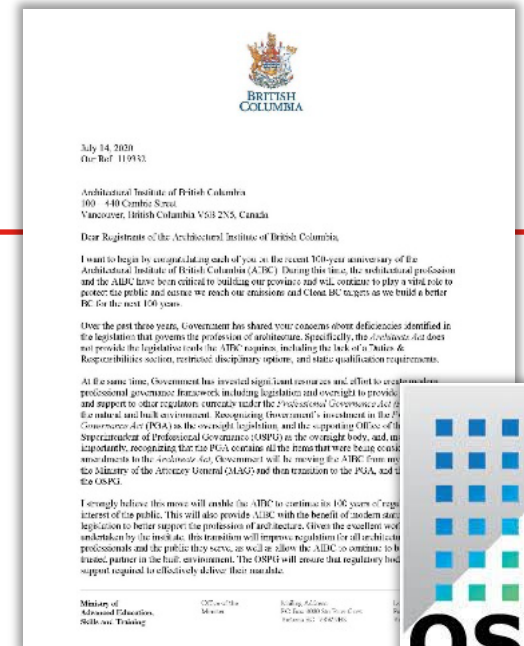 BRITISH
COLUMBIA
July 14, 2020
Our Ref. 119932
Architectural Institute of British Columbia
100 – 440 Cambie Street
Vancouver, British Columbia V6B 2N5, Canada
Dear Registrants of the Architectural Institute of British Columbia,
I want to begin by congratulating each of you on the recent 100-year anniversary of the
Architectural Institute of British Columbia (AIBC). During this time, the architectural profession
and the AIBC have been critical to building our province and will continue to play a vital role to
protect the public and ensure we reach our emissions and Clean BC targets as we build a better
BC for the next 100 years.
Over the past three years, Government has shared your concerns about deficiencies identified in
the legislation that governs the profession of architecture. Specifically, the Architects Act does
not provide the legislative tools the AIBC requires, including the lack of a Duties &
Responsibilities section, restricted disciplinary options, and static qualification requirements.
At the same time, Government has invested significant resources and effort to create modern
professional governance framework including legislation and oversight to provide
and support to other regulators currently under the Professional Governance Act
the natural and built environment. Recognizing Government's investment in the
Governance Act (PGA) as the oversight legislation, and the supporting Office of the
Superintendent of Professional Governance (OSPG) as the oversight body, and,
importantly, recognizing that the PGA contains all the items that were being
amendments to the Architects Act, Government will be moving the AIBC from my
the Ministry of the Attorney General (MAG) and then transition to the PGA, and
the OSPG.
I strongly believe this move will enable the AIBC to continue its 100 years of
interest of the public. This will also provide AIBC with the benefit of modern
legislation to better support the profession of architecture. Given the excellent
undertaken by the institute, this transition will improve regulation for all
professionals and the public they serve, as well as allow the AIBC to continue to
trusted partner in the built environment. The OSPG will ensure that regulatory
support required to effectively deliver their mandate.
Ministry of
Advanced Education,
Skills and Training
Office of the
Minister
Mailing Address:
OS